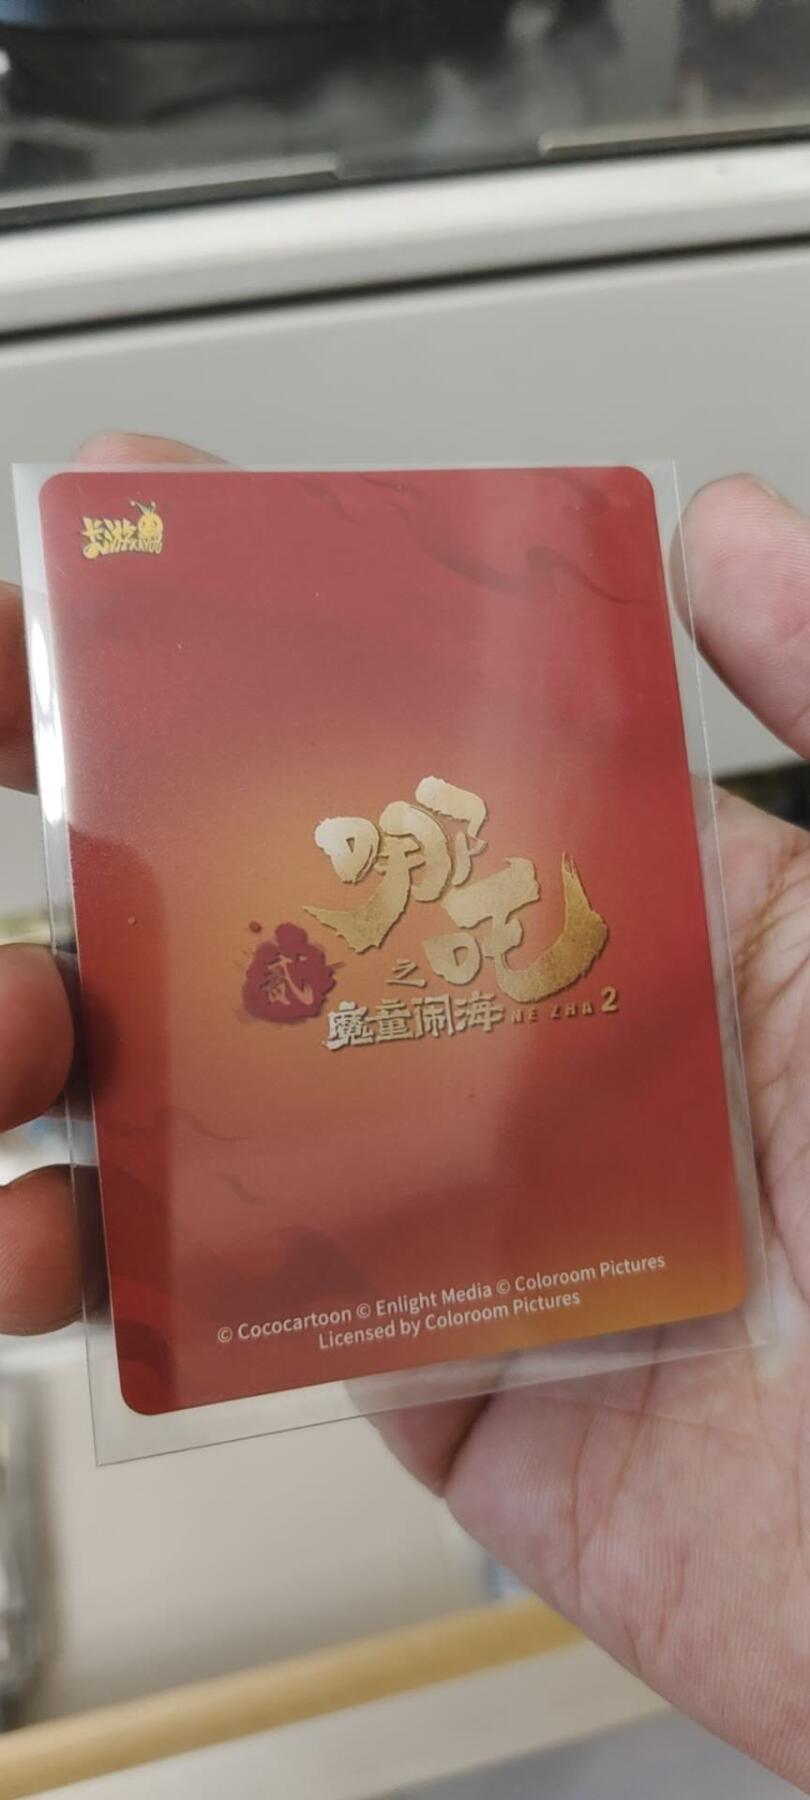 卡游
KAYOU
哪吒
贰
之
魔童闹海 NE ZHA 2
© Cococartoon © Enlight Media © Coloroom Pictures
Licensed by Coloroom Pictures